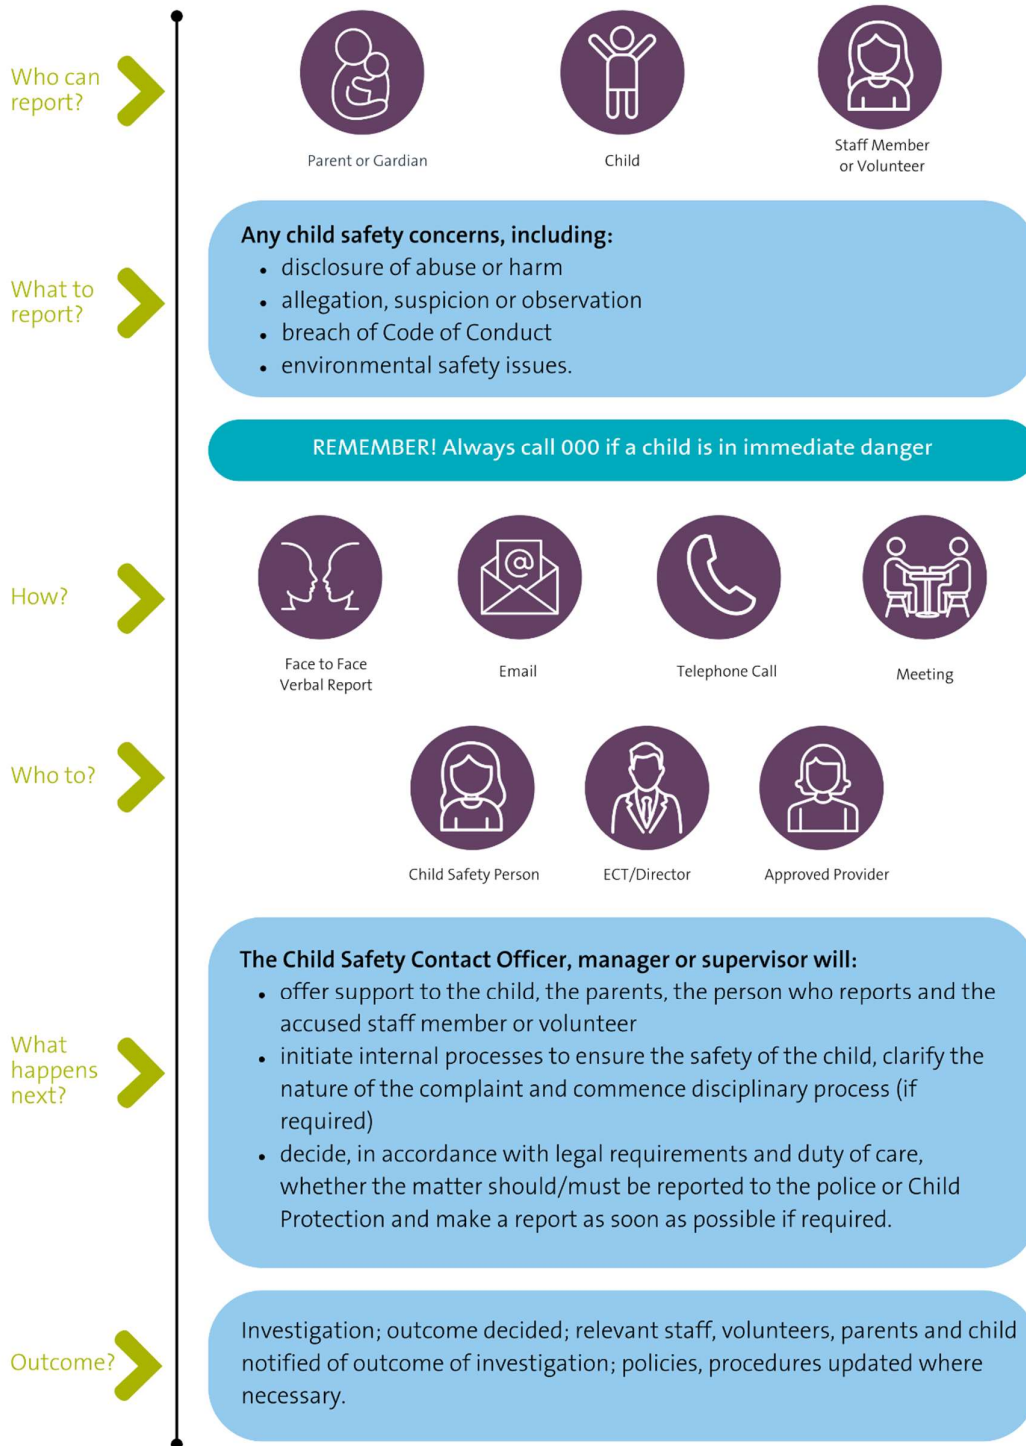 Who can
report?
Parent or Gardian
Child
Staff Member
or Volunteer
What to
report?
Any child safety concerns, including:
• disclosure of abuse or harm
• allegation, suspicion or observation
• breach of Code of Conduct
• environmental safety issues.
REMEMBER! Always call 000 if a child is in immediate danger
How?
@
Face to Face
Verbal Report
Email
Telephone Call
Meeting
Who to?
Child Safety Person
ECT/Director
Approved Provider
What
happens
next?
The Child Safety Contact Officer, manager or supervisor will:
• offer support to the child, the parents, the person who reports and the
accused staff member or volunteer
• initiate internal processes to ensure the safety of the child, clarify the
nature of the complaint and commence disciplinary process (if
required)
• decide, in accordance with legal requirements and duty of care,
whether the matter should/must be reported to the police or Child
Protection and make a report as soon as possible if required.
Outcome?
Investigation; outcome decided; relevant staff, volunteers, parents and child
notified of outcome of investigation; policies, procedures updated where
necessary.